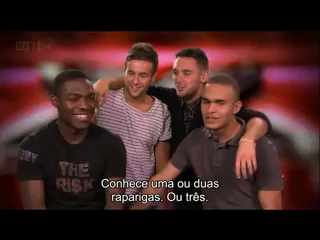 THE RISK
Conhece uma ou duas
raparigas. Ou três.